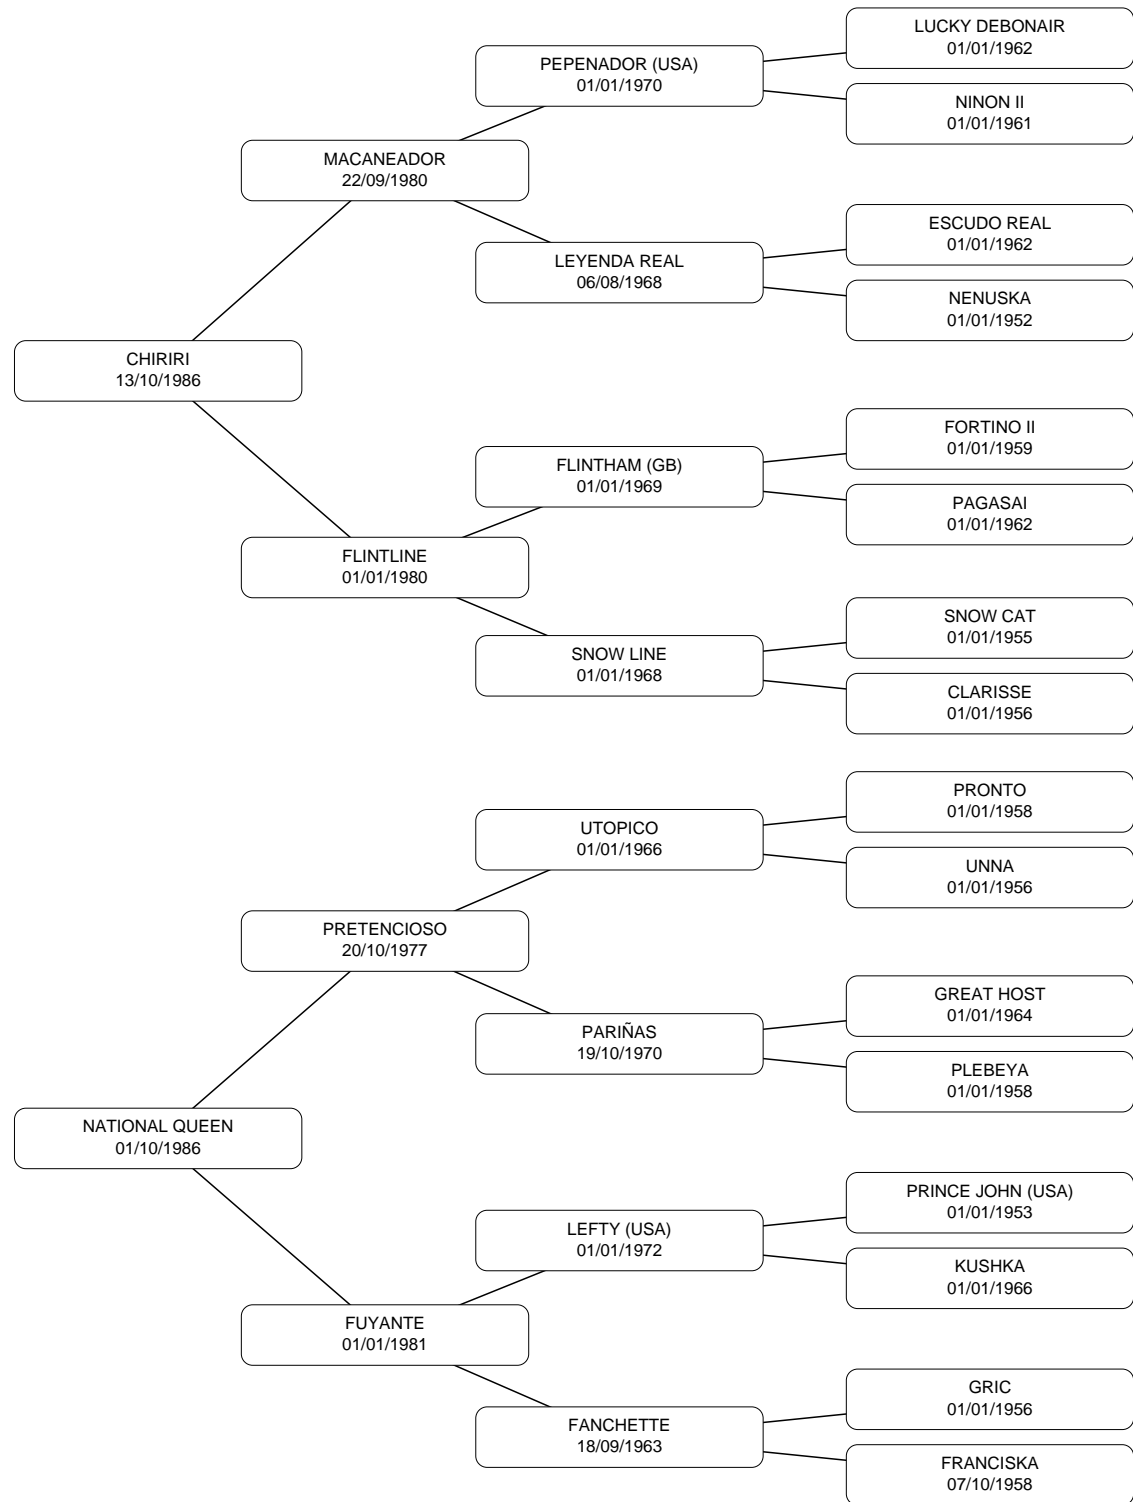 LUCKY DEBONAIR
01/01/1962
PEPENADOR (USA)
01/01/1970
NINON II
01/01/1961
MACANEADOR
22/09/1980
ESCUDO REAL
01/01/1962
LEYENDA REAL
06/08/1968
NENUSKA
01/01/1952
CHIRIRI
13/10/1986
FORTINO II
01/01/1959
FLINTHAM (GB)
01/01/1969
PAGASAI
01/01/1962
FLINTLINE
01/01/1980
SNOW CAT
01/01/1955
SNOW LINE
01/01/1968
CLARISSE
01/01/1956
PRONTO
01/01/1958
UTOPICO
01/01/1966
UNNA
01/01/1956
PRETENCIOSO
20/10/1977
GREAT HOST
01/01/1964
PARIÑAS
19/10/1970
PLEBEYA
01/01/1958
NATIONAL QUEEN
01/10/1986
PRINCE JOHN (USA)
01/01/1953
LEFTY (USA)
01/01/1972
KUSHKA
01/01/1966
FUYANTE
01/01/1981
GRIC
01/01/1956
FANCHETTE
18/09/1963
FRANCISKA
07/10/1958